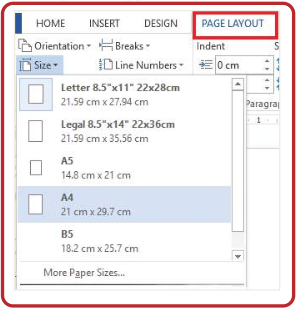 HOME INSERT DESIGN PAGE LAYOUT
Orientation Breaks Indent
Size Line Numbers 0 cm
Letter 8.5"x11" 22x28cm
21.59 cm x 27.94 cm
Legal 8.5"x14" 22x36cm
21.59 cm x 35.56 cm
Paragra
A5
14.8 cm x 21 cm
1
A4
21 cm x 29.7 cm
B5
18.2 cm x 25.7 cm
More Paper Sizes...